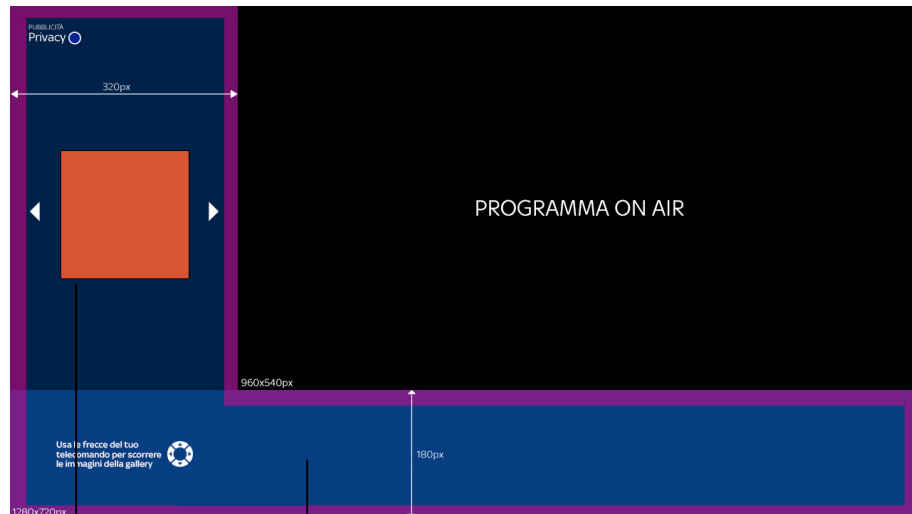 PUBBLICITÀ
Privacy
320px
PROGRAMMA ON AIR
960x540px
Usa le frecce del tuo
telecomando per scorrere
le immagini della gallery
180px
1280x720px